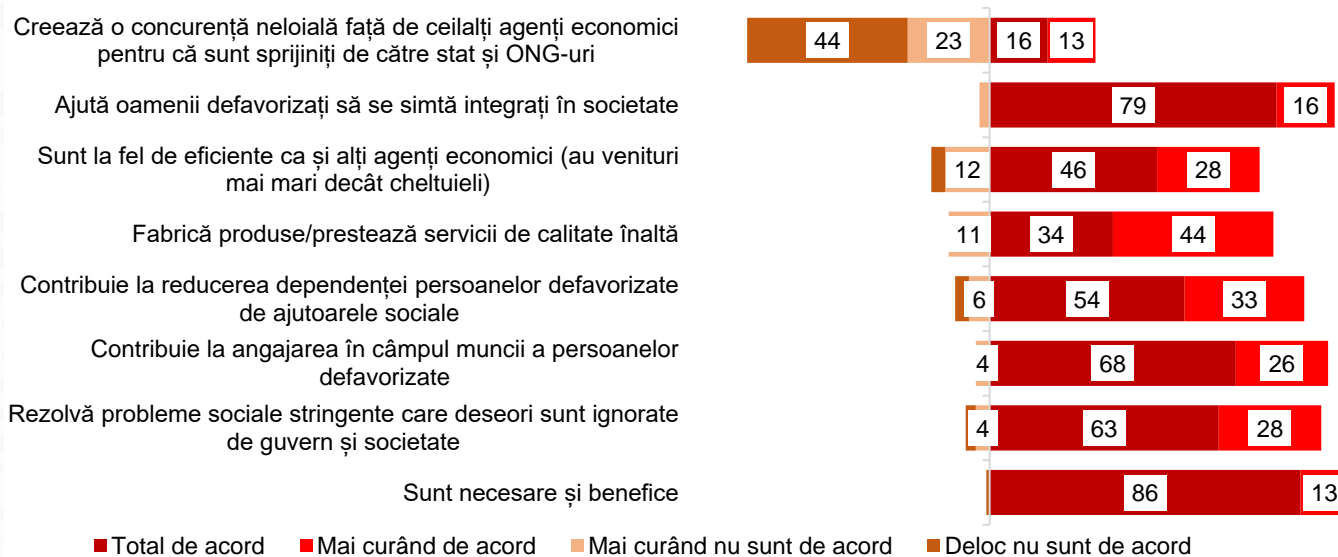 Creează o concurență neloială față de ceilalți agenți economici
pentru că sunt sprijiniți de către stat și ONG-uri
44 23 16 13
Ajută oamenii defavorizați să se simtă integrați în societate
79 16
Sunt la fel de eficiente ca și alți agenți economici (au venituri
mai mari decât cheltuieli)
12 46 28
Fabrică produse/prestează servicii de calitate înaltă
11 34 44
Contribuie la reducerea dependenței persoanelor defavorizate
de ajutoarele sociale
6 54 33
Contribuie la angajarea în câmpul muncii a persoanelor
defavorizate
4 68 26
Rezolvă probleme sociale stringente care deseori sunt ignorate
de guvern și societate
4 63 28
Sunt necesare și benefice
86 13
Total de acord Mai curând de acord Mai curând nu sunt de acord Deloc nu sunt de acord